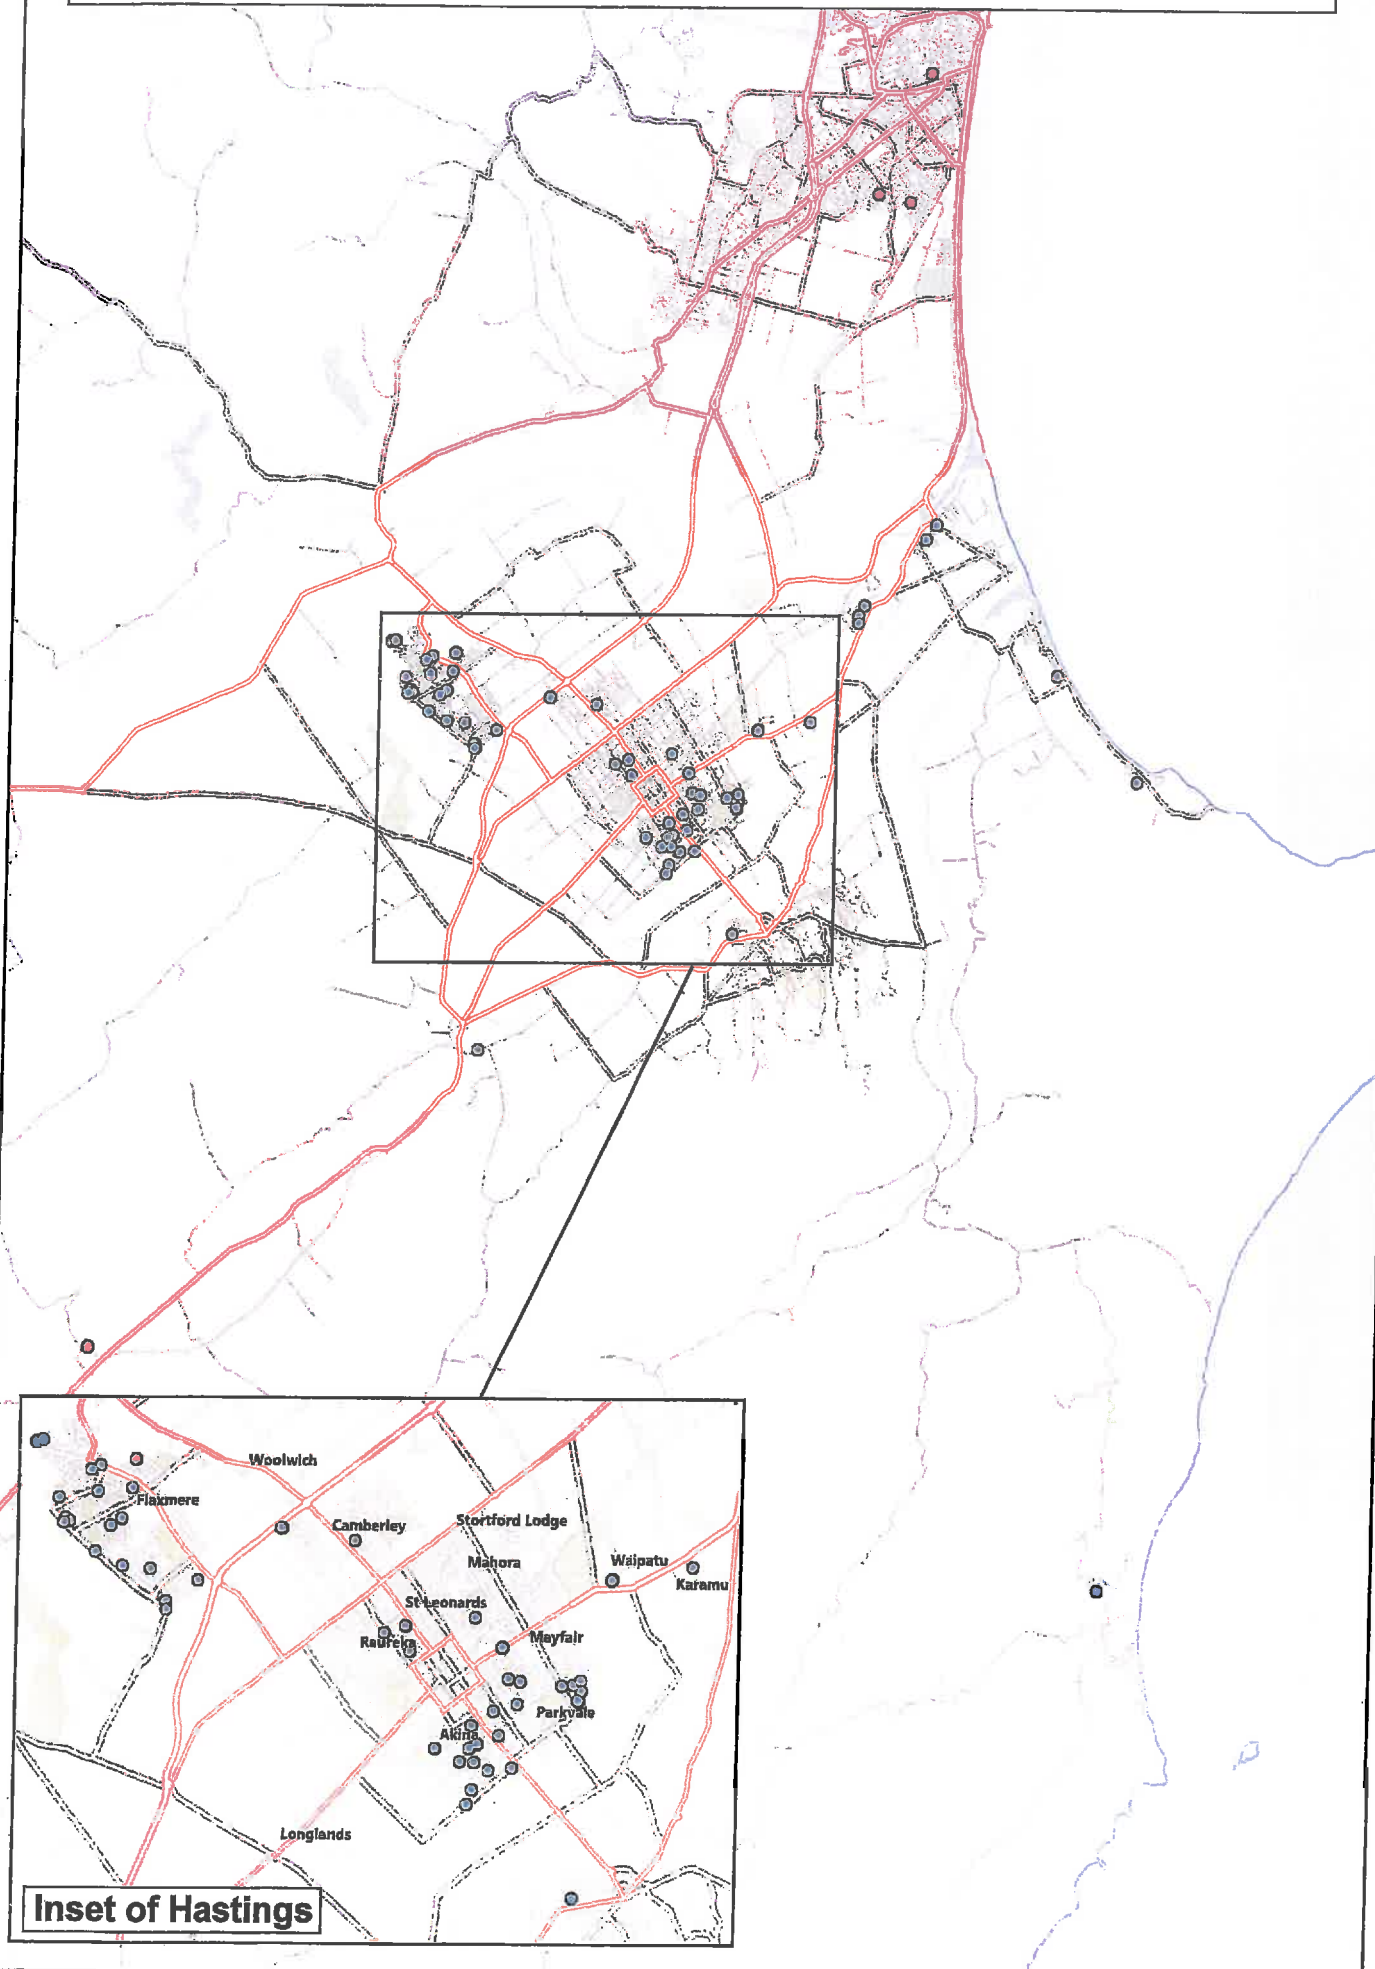 Woolwich
Flaxmere
Camberley
Stortford Lodge
Mahora
Waipatu
Karamu
St Leonards
Raureka
Mayfair
Parkvale
Akina
Longlands
Inset of Hastings